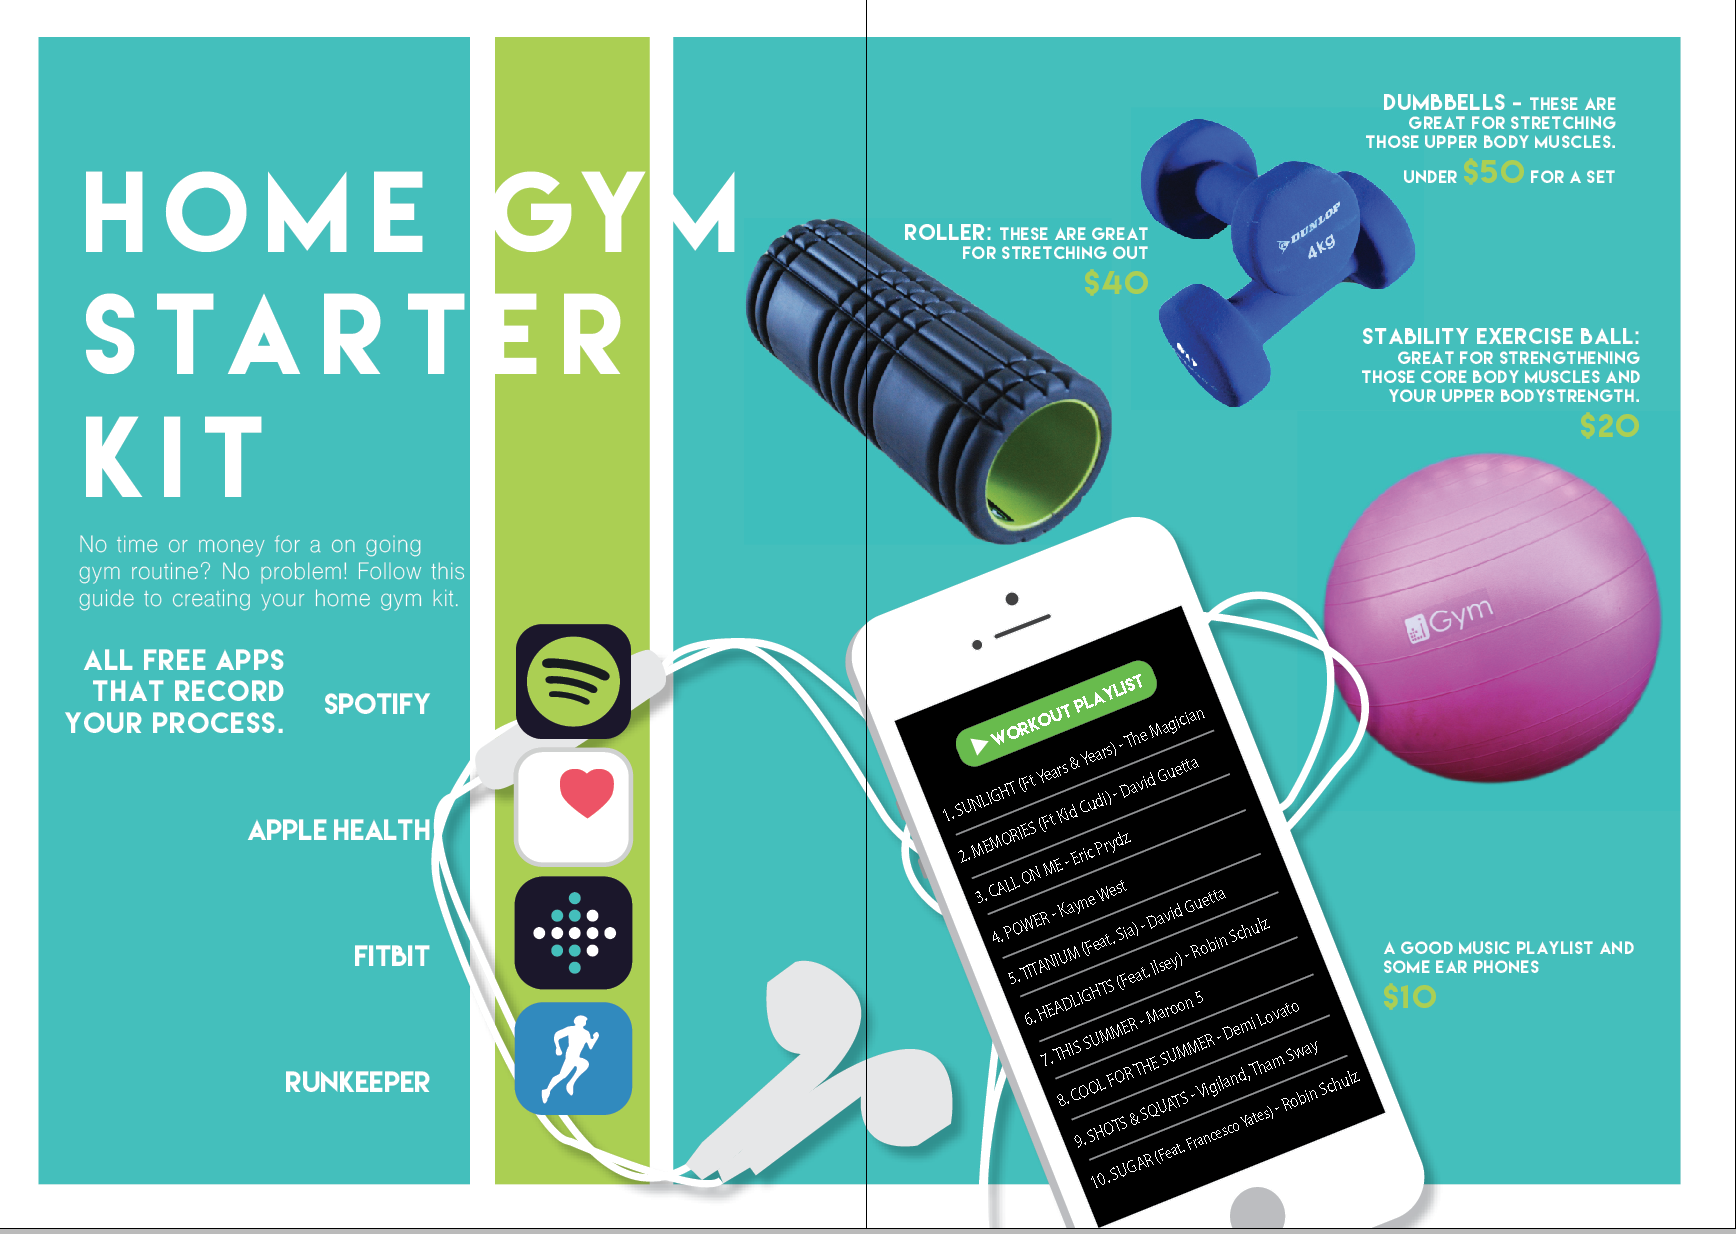 HOME GYM
STARTER
KIT
No time or money for a on going
gym routine? No problem! Follow this
guide to creating your home gym kit.
ALL FREE APPS
THAT RECORD
YOUR PROCESS.
SPOTIFY
APPLE HEALTH
FITBIT
RUNKEEPER
ROLLER: THESE ARE GREAT
FOR STRETCHING OUT
$40
DUMBBELLS - THESE ARE
GREAT FOR STRETCHING
THOSE UPPER BODY MUSCLES.
UNDER $50 FOR A SET
DUNLOP
4kg
STABILITY EXERCISE BALL:
GREAT FOR STRENGTHENING
THOSE CORE BODY MUSCLES AND
YOUR UPPER BODYSTRENGTH.
$20
iGym
WORKOUT PLAYLIST
1. SUNLIGHT (Ft Years & Years) - The Magician
2. MEMORIES (Ft Kid Cudi) - David Guetta
3. CALL ON ME - Eric Prydz
4. POWER - Kayne West
5. TITANIUM (Feat. Sia) - David Guetta
6. HEADLIGHTS (Feat. Ilsey) - Robin Schulz
7. THIS SUMMER - Maroon 5
8. COOL FOR THE SUMMER - Demi Lovato
9. SHOTS & SQUATS - Vigiland, Tham Sway
10. SUGAR (Feat. Francesco Yates) - Robin Schulz
A GOOD MUSIC PLAYLIST AND
SOME EAR PHONES
$10